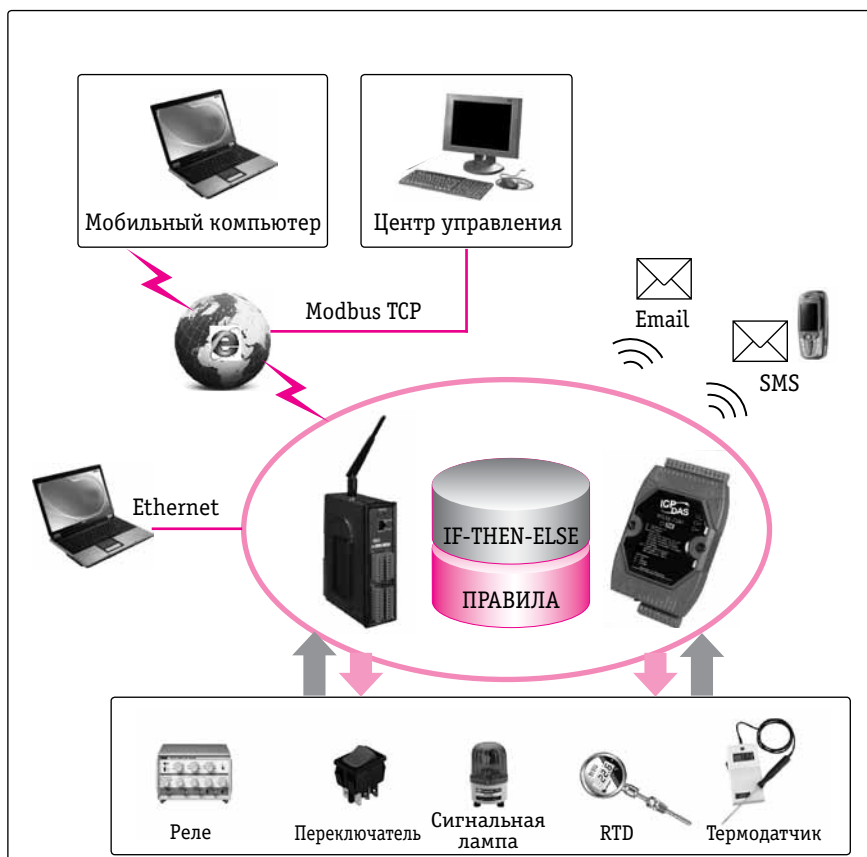 Мобильный компьютер
Центр управления
Modbus TCP
Email
SMS
Ethernet
ICP
DAS
IF-THEN-ELSE
ПРАВИЛА
Реле
Переключатель
Сигнальная
лампа
RTD
Термодатчик